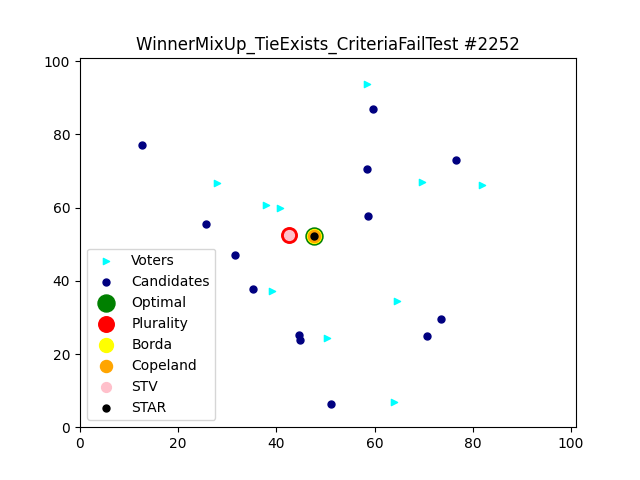 WinnerMixUp_TieExists_CriteriaFailTest #2252
100
80
60
40
20
0
Voters
Candidates
Optimal
Plurality
Borda
Copeland
STV
STAR
0 20 40 60 80 100